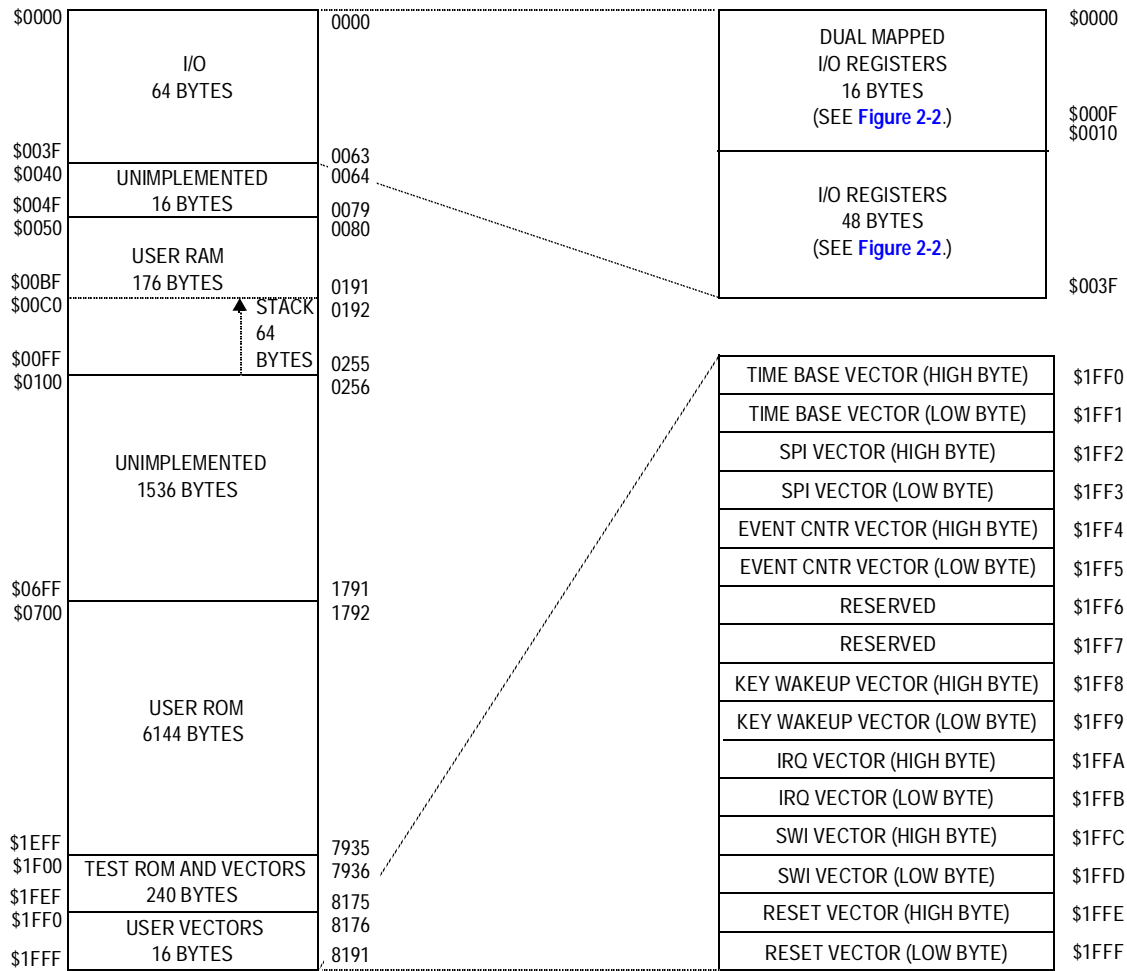 $0000
0000
I/O
64 BYTES
$003F
0063
$0040
0064
UNIMPLEMENTED
16 BYTES
$004F
0079
$0050
0080
USER RAM
176 BYTES
$00BF
0191
$00C0
0192
STACK
64
BYTES
$00FF
0255
$0100
0256
UNIMPLEMENTED
1536 BYTES
$06FF
1791
$0700
1792
USER ROM
6144 BYTES
$1EFF
7935
$1F00
7936
TEST ROM AND VECTORS
240 BYTES
$1FEF
8175
$1FF0
8176
USER VECTORS
16 BYTES
$1FFF
8191
$0000
DUAL MAPPED
I/O REGISTERS
16 BYTES
(SEE Figure 2-2.)
$000F
$0010
I/O REGISTERS
48 BYTES
(SEE Figure 2-2.)
$003F
TIME BASE VECTOR (HIGH BYTE) $1FF0
TIME BASE VECTOR (LOW BYTE) $1FF1
SPI VECTOR (HIGH BYTE) $1FF2
SPI VECTOR (LOW BYTE) $1FF3
EVENT CNTR VECTOR (HIGH BYTE) $1FF4
EVENT CNTR VECTOR (LOW BYTE) $1FF5
RESERVED $1FF6
RESERVED $1FF7
KEY WAKEUP VECTOR (HIGH BYTE) $1FF8
KEY WAKEUP VECTOR (LOW BYTE) $1FF9
IRQ VECTOR (HIGH BYTE) $1FFA
IRQ VECTOR (LOW BYTE) $1FFB
SWI VECTOR (HIGH BYTE) $1FFC
SWI VECTOR (LOW BYTE) $1FFD
RESET VECTOR (HIGH BYTE) $1FFE
RESET VECTOR (LOW BYTE) $1FFF